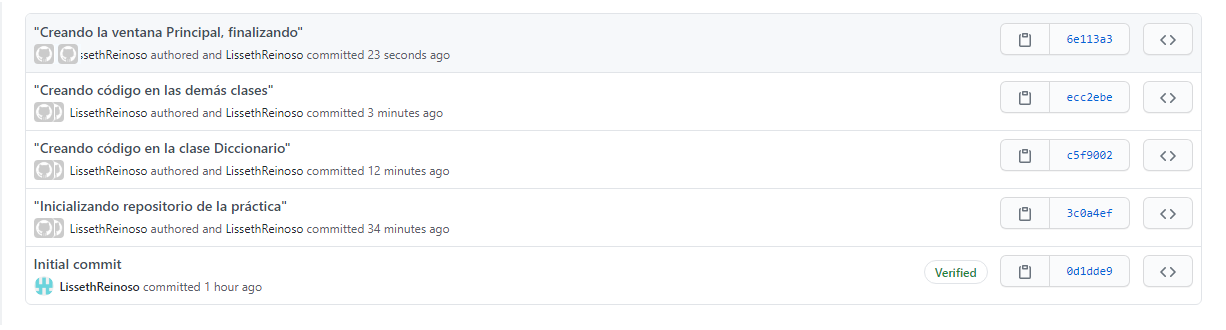 "Creando la ventana Principal, finalizando"
ssethReinoso authored and LissethReinoso committed 23 seconds ago
6e113a3
"Creando código en las demás clases"
LissethReinoso authored and LissethReinoso committed 3 minutes ago
ecc2ebe
"Creando código en la clase Diccionario"
LissethReinoso authored and LissethReinoso committed 12 minutes ago
c5f9002
"Inicializando repositorio de la práctica"
LissethReinoso authored and LissethReinoso committed 34 minutes ago
3c0a4ef
Initial commit
LissethReinoso committed 1 hour ago
Verified
0d1dde9